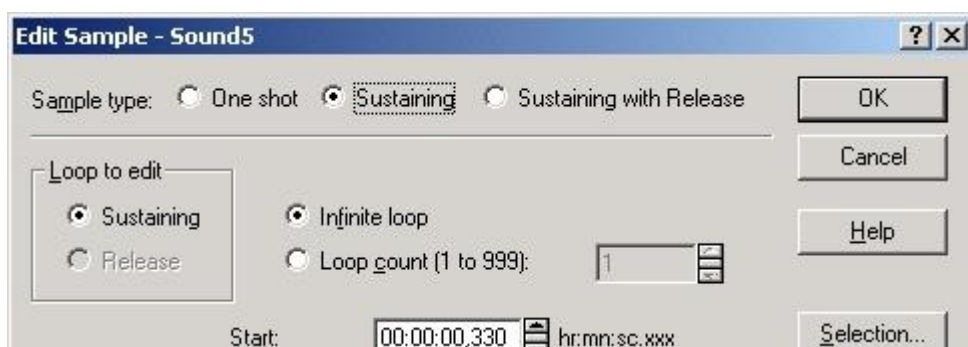 Edit Sample - Sound5
Sample type: One shot Sustaining Sustaining with Release OK
Cancel
Loop to edit
Sustaining Infinite loop
Help
Release Loop count (1 to 999): 1
Start: 00:00:00,330 hr:mn:sc.xxx Selection...